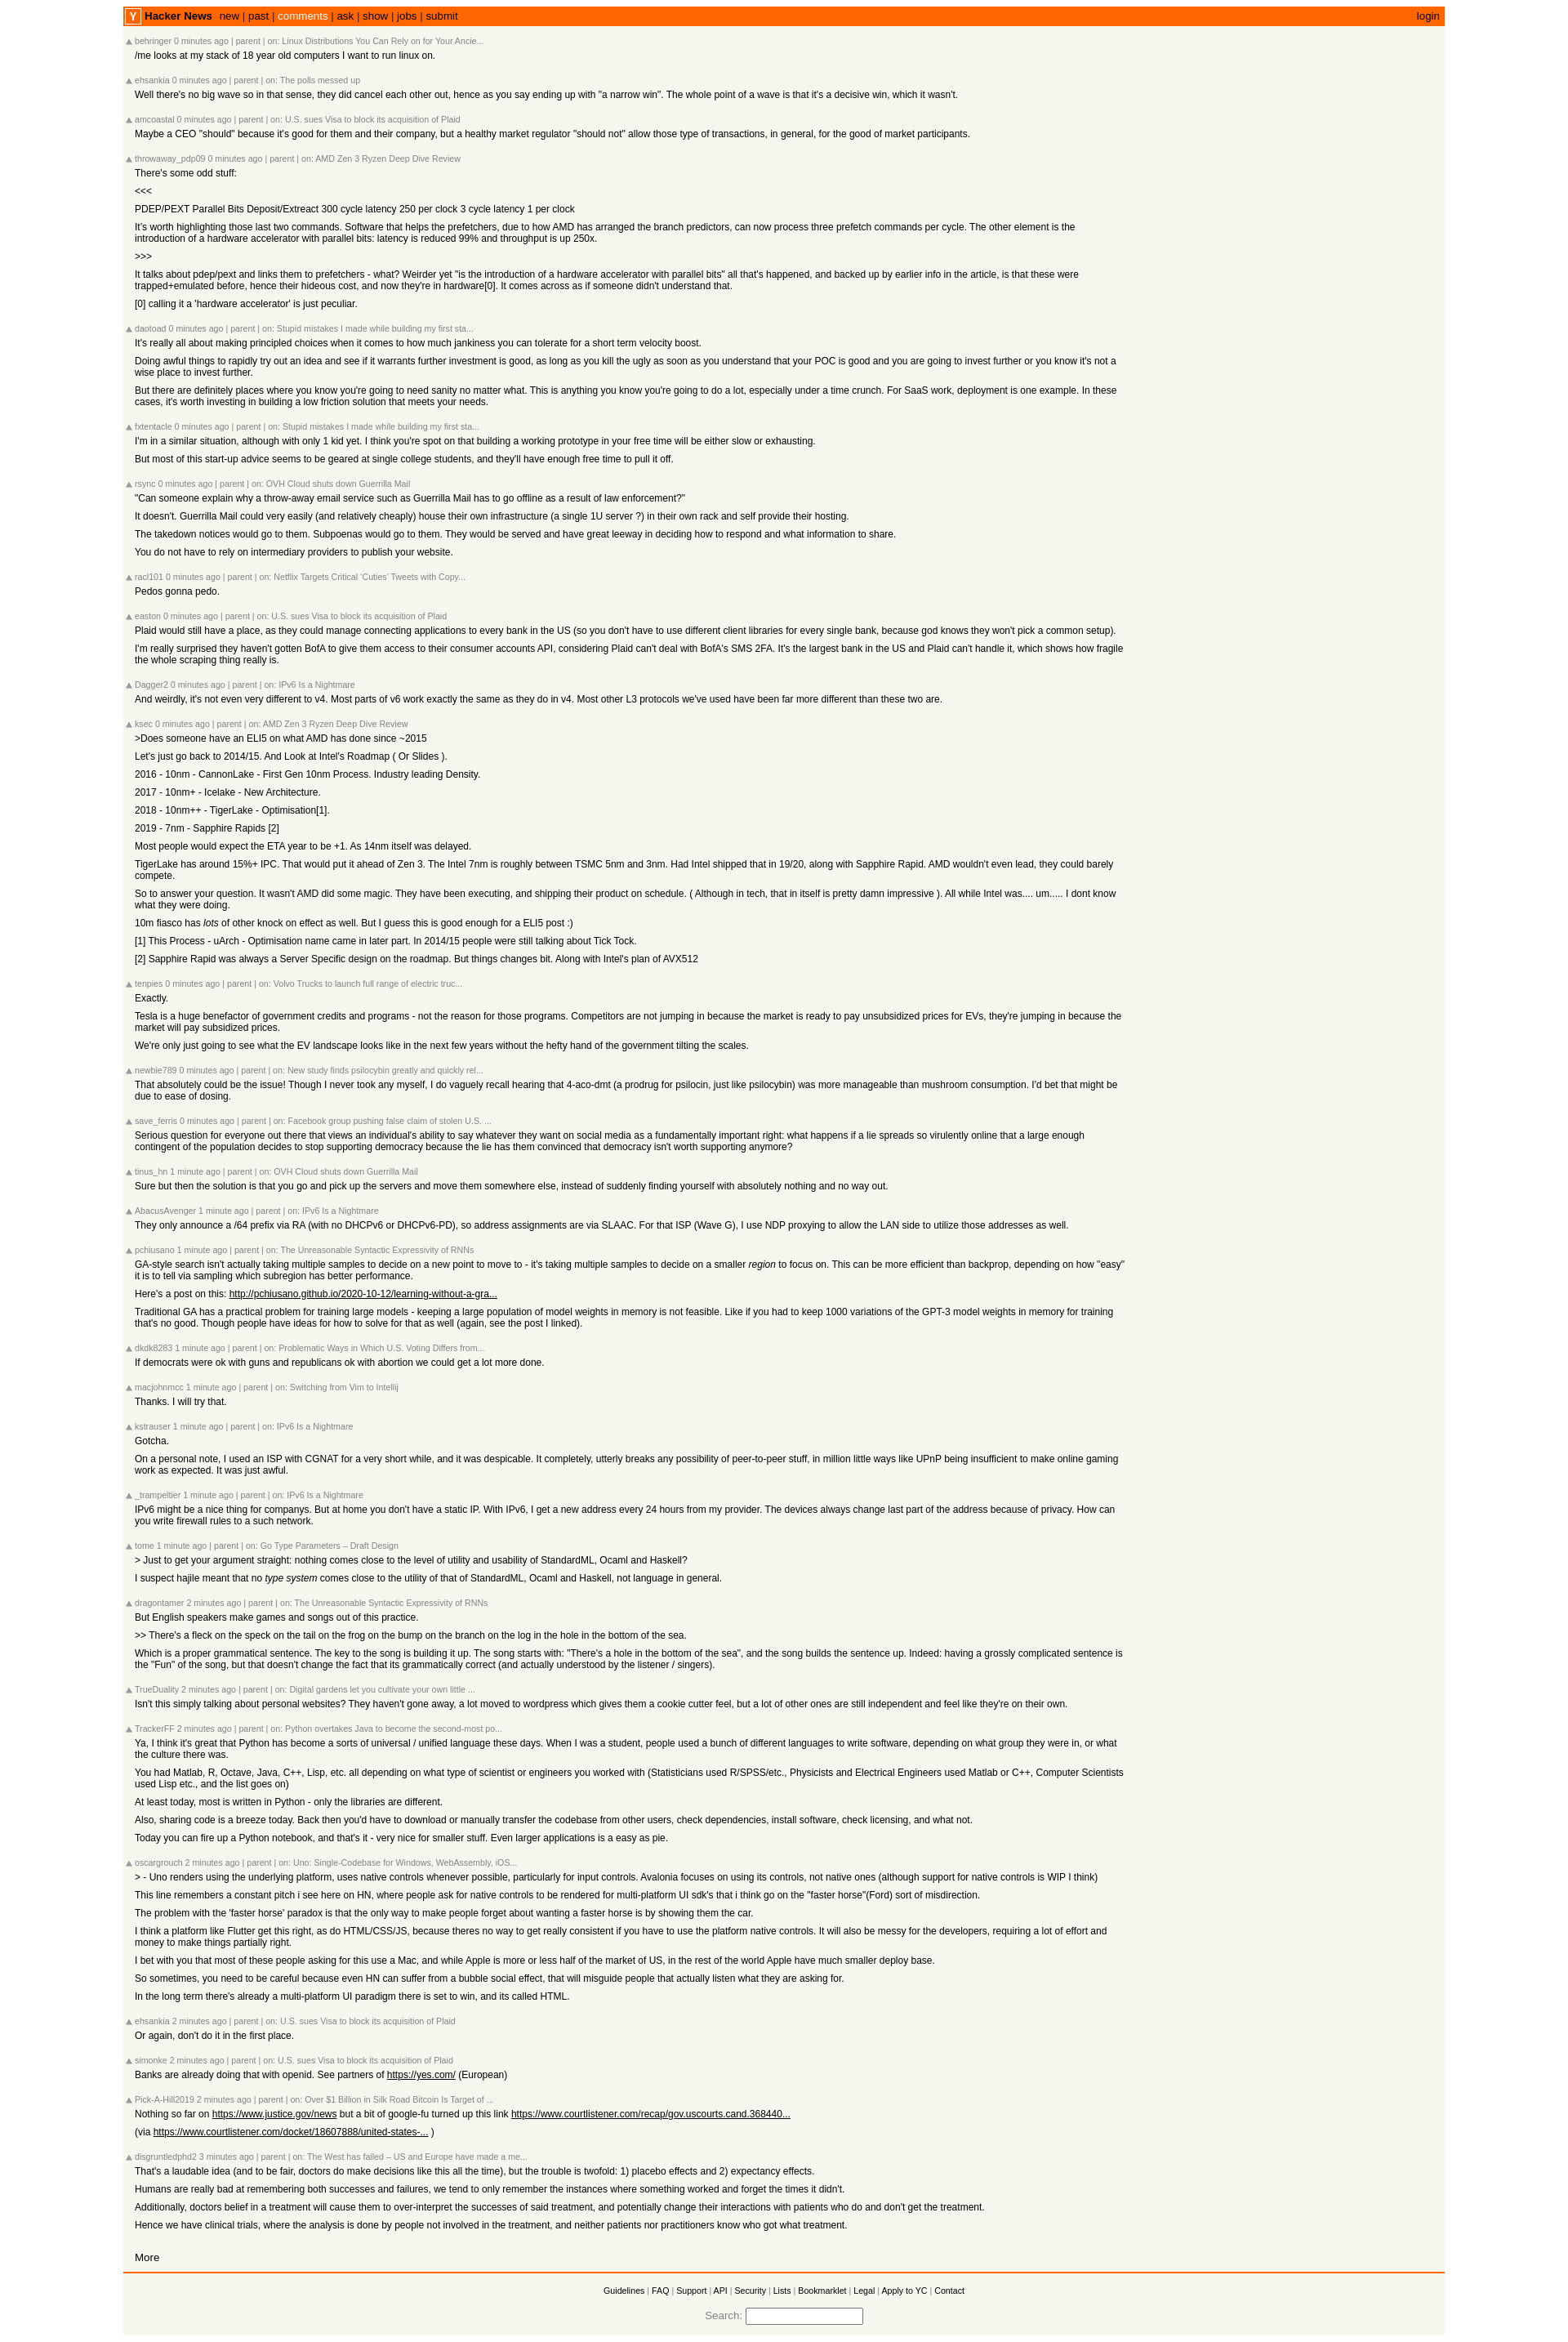 Y Hacker News new | past | comments | ask | show | jobs | submit login
behringer 0 minutes ago | parent | on: Linux Distributions You Can Rely on for Your Ancie...
/me looks at my stack of 18 year old computers I want to run linux on.
ehsankia 0 minutes ago | parent | on: The polls messed up
Well there's no big wave so in that sense, they did cancel each other out, hence as you say ending up with "a narrow win". The whole point of a wave is that it's a decisive win, which it wasn't.
amcoastal 0 minutes ago | parent | on: U.S. sues Visa to block its acquisition of Plaid
Maybe a CEO "should" because it's good for them and their company, but a healthy market regulator "should not" allow those type of transactions, in general, for the good of market participants.
throwaway_pdp09 0 minutes ago | parent | on: AMD Zen 3 Ryzen Deep Dive Review
There's some odd stuff:
<<<
PDEP/PEXT Parallel Bits Deposit/Extreact 300 cycle latency 250 per clock 3 cycle latency 1 per clock
It's worth highlighting those last two commands. Software that helps the prefetchers, due to how AMD has arranged the branch predictors, can now process three prefetch commands per cycle. The other element is the
introduction of a hardware accelerator with parallel bits: latency is reduced 99% and throughput is up 250x.
>>>
It talks about pdep/pext and links them to prefetchers - what? Weirder yet "is the introduction of a hardware accelerator with parallel bits" all that's happened, and backed up by earlier info in the article, is that these were
trapped+emulated before, hence their hideous cost, and now they're in hardware[0]. It comes across as if someone didn't understand that.
[0] calling it a 'hardware accelerator' is just peculiar.
daotoad 0 minutes ago | parent | on: Stupid mistakes I made while building my first sta...
It's really all about making principled choices when it comes to how much jankiness you can tolerate for a short term velocity boost.
Doing awful things to rapidly try out an idea and see if it warrants further investment is good, as long as you kill the ugly as soon as you understand that your POC is good and you are going to invest further or you know it's not a
wise place to invest further.
But there are definitely places where you know you're going to need sanity no matter what. This is anything you know you're going to do a lot, especially under a time crunch. For SaaS work, deployment is one example. In these
cases, it's worth investing in building a low friction solution that meets your needs.
fxtentacle 0 minutes ago | parent | on: Stupid mistakes I made while building my first sta...
I'm in a similar situation, although with only 1 kid yet. I think you're spot on that building a working prototype in your free time will be either slow or exhausting.
But most of this start-up advice seems to be geared at single college students, and they'll have enough free time to pull it off.
rsync 0 minutes ago | parent | on: OVH Cloud shuts down Guerrilla Mail
"Can someone explain why a throw-away email service such as Guerrilla Mail has to go offline as a result of law enforcement?"
It doesn't. Guerrilla Mail could very easily (and relatively cheaply) house their own infrastructure (a single 1U server ?) in their own rack and self provide their hosting.
The takedown notices would go to them. Subpoenas would go to them. They would be served and have great leeway in deciding how to respond and what information to share.
You do not have to rely on intermediary providers to publish your website.
racl101 0 minutes ago | parent | on: Netflix Targets Critical 'Cuties' Tweets with Copy...
Pedos gonna pedo.
easton 0 minutes ago | parent | on: U.S. sues Visa to block its acquisition of Plaid
Plaid would still have a place, as they could manage connecting applications to every bank in the US (so you don't have to use different client libraries for every single bank, because god knows they won't pick a common setup).
I'm really surprised they haven't gotten BofA to give them access to their consumer accounts API, considering Plaid can't deal with BofA's SMS 2FA. It's the largest bank in the US and Plaid can't handle it, which shows how fragile
the whole scraping thing really is.
Dagger2 0 minutes ago | parent | on: IPv6 Is a Nightmare
And weirdly, it's not even very different to v4. Most parts of v6 work exactly the same as they do in v4. Most other L3 protocols we've used have been far more different than these two are.
ksec 0 minutes ago | parent | on: AMD Zen 3 Ryzen Deep Dive Review
>Does someone have an ELI5 on what AMD has done since ~2015
Let's just go back to 2014/15. And Look at Intel's Roadmap ( Or Slides ).
2016 - 10nm - CannonLake - First Gen 10nm Process. Industry leading Density.
2017 - 10nm+ - Icelake - New Architecture.
2018 - 10nm++ - TigerLake - Optimisation[1].
2019 - 7nm - Sapphire Rapids [2]
Most people would expect the ETA year to be +1. As 14nm itself was delayed.
TigerLake has around 15%+ IPC. That would put it ahead of Zen 3. The Intel 7nm is roughly between TSMC 5nm and 3nm. Had Intel shipped that in 19/20, along with Sapphire Rapid. AMD wouldn't even lead, they could barely
compete.
So to answer your question. It wasn't AMD did some magic. They have been executing, and shipping their product on schedule. ( Although in tech, that in itself is pretty damn impressive ). All while Intel was.... um..... I dont know
what they were doing.
10m fiasco has lots of other knock on effect as well. But I guess this is good enough for a ELI5 post :)
[1] This Process - uArch - Optimisation name came in later part. In 2014/15 people were still talking about Tick Tock.
[2] Sapphire Rapid was always a Server Specific design on the roadmap. But things changes bit. Along with Intel's plan of AVX512
tenpies 0 minutes ago | parent | on: Volvo Trucks to launch full range of electric truc...
Exactly.
Tesla is a huge benefactor of government credits and programs - not the reason for those programs. Competitors are not jumping in because the market is ready to pay unsubsidized prices for EVs, they're jumping in because the
market will pay subsidized prices.
We're only just going to see what the EV landscape looks like in the next few years without the hefty hand of the government tilting the scales.
newbie789 0 minutes ago | parent | on: New study finds psilocybin greatly and quickly rel...
That absolutely could be the issue! Though I never took any myself, I do vaguely recall hearing that 4-aco-dmt (a prodrug for psilocin, just like psilocybin) was more manageable than mushroom consumption. I'd bet that might be
due to ease of dosing.
save_ferris 0 minutes ago | parent | on: Facebook group pushing false claim of stolen U.S. ...
Serious question for everyone out there that views an individual's ability to say whatever they want on social media as a fundamentally important right: what happens if a lie spreads so virulently online that a large enough
contingent of the population decides to stop supporting democracy because the lie has them convinced that democracy isn't worth supporting anymore?
tinus_hn 1 minute ago | parent | on: OVH Cloud shuts down Guerrilla Mail
Sure but then the solution is that you go and pick up the servers and move them somewhere else, instead of suddenly finding yourself with absolutely nothing and no way out.
AbacusAvenger 1 minute ago | parent | on: IPv6 Is a Nightmare
They only announce a /64 prefix via RA (with no DHCPv6 or DHCPv6-PD), so address assignments are via SLAAC. For that ISP (Wave G), I use NDP proxying to allow the LAN side to utilize those addresses as well.
pchiusano 1 minute ago | parent | on: The Unreasonable Syntactic Expressivity of RNNs
GA-style search isn't actually taking multiple samples to decide on a new point to move to - it's taking multiple samples to decide on a smaller region to focus on. This can be more efficient than backprop, depending on how "easy"
it is to tell via sampling which subregion has better performance.
Here's a post on this: http://pchiusano.github.io/2020-10-12/learning-without-a-gra...
Traditional GA has a practical problem for training large models - keeping a large population of model weights in memory is not feasible. Like if you had to keep 1000 variations of the GPT-3 model weights in memory for training
that's no good. Though people have ideas for how to solve for that as well (again, see the post I linked).
dkdk8283 1 minute ago | parent | on: Problematic Ways in Which U.S. Voting Differs from...
If democrats were ok with guns and republicans ok with abortion we could get a lot more done.
macjohnmcc 1 minute ago | parent | on: Switching from Vim to Intellij
Thanks. I will try that.
kstrauser 1 minute ago | parent | on: IPv6 Is a Nightmare
Gotcha.
On a personal note, I used an ISP with CGNAT for a very short while, and it was despicable. It completely, utterly breaks any possibility of peer-to-peer stuff, in million little ways like UPnP being insufficient to make online gaming
work as expected. It was just awful.
_trampeltier 1 minute ago | parent | on: IPv6 Is a Nightmare
IPv6 might be a nice thing for companys. But at home you don't have a static IP. With IPv6, I get a new address every 24 hours from my provider. The devices always change last part of the address because of privacy. How can
you write firewall rules to a such network.
tome 1 minute ago | parent | on: Go Type Parameters – Draft Design
> Just to get your argument straight: nothing comes close to the level of utility and usability of StandardML, Ocaml and Haskell?
I suspect hajile meant that no type system comes close to the utility of that of StandardML, Ocaml and Haskell, not language in general.
dragontamer 2 minutes ago | parent | on: The Unreasonable Syntactic Expressivity of RNNs
But English speakers make games and songs out of this practice.
>> There's a fleck on the speck on the tail on the frog on the bump on the branch on the log in the hole in the bottom of the sea.
Which is a proper grammatical sentence. The key to the song is building it up. The song starts with: "There's a hole in the bottom of the sea", and the song builds the sentence up. Indeed: having a grossly complicated sentence is
the "Fun" of the song, but that doesn't change the fact that its grammatically correct (and actually understood by the listener / singers).
TrueDuality 2 minutes ago | parent | on: Digital gardens let you cultivate your own little ...
Isn't this simply talking about personal websites? They haven't gone away, a lot moved to wordpress which gives them a cookie cutter feel, but a lot of other ones are still independent and feel like they're on their own.
TrackerFF 2 minutes ago | parent | on: Python overtakes Java to become the second-most po...
Ya, I think it's great that Python has become a sorts of universal / unified language these days. When I was a student, people used a bunch of different languages to write software, depending on what group they were in, or what
the culture there was.
You had Matlab, R, Octave, Java, C++, Lisp, etc. all depending on what type of scientist or engineers you worked with (Statisticians used R/SPSS/etc., Physicists and Electrical Engineers used Matlab or C++, Computer Scientists
used Lisp etc., and the list goes on)
At least today, most is written in Python - only the libraries are different.
Also, sharing code is a breeze today. Back then you'd have to download or manually transfer the codebase from other users, check dependencies, install software, check licensing, and what not.
Today you can fire up a Python notebook, and that's it - very nice for smaller stuff. Even larger applications is a easy as pie.
oscargrouch 2 minutes ago | parent | on: Uno: Single-Codebase for Windows, WebAssembly, iOS...
> - Uno renders using the underlying platform, uses native controls whenever possible, particularly for input controls. Avalonia focuses on using its controls, not native ones (although support for native controls is WIP I think)
This line remembers a constant pitch i see here on HN, where people ask for native controls to be rendered for multi-platform UI sdk's that i think go on the "faster horse"(Ford) sort of misdirection.
The problem with the 'faster horse' paradox is that the only way to make people forget about wanting a faster horse is by showing them the car.
I think a platform like Flutter get this right, as do HTML/CSS/JS, because theres no way to get really consistent if you have to use the platform native controls. It will also be messy for the developers, requiring a lot of effort and
money to make things partially right.
I bet with you that most of these people asking for this use a Mac, and while Apple is more or less half of the market of US, in the rest of the world Apple have much smaller deploy base.
So sometimes, you need to be careful because even HN can suffer from a bubble social effect, that will misguide people that actually listen what they are asking for.
In the long term there's already a multi-platform UI paradigm there is set to win, and its called HTML.
ehsankia 2 minutes ago | parent | on: U.S. sues Visa to block its acquisition of Plaid
Or again, don't do it in the first place.
simonke 2 minutes ago | parent | on: U.S. sues Visa to block its acquisition of Plaid
Banks are already doing that with openid. See partners of https://yes.com/ (European)
Pick-A-Hill2019 2 minutes ago | parent | on: Over $1 Billion in Silk Road Bitcoin Is Target of ...
Nothing so far on https://www.justice.gov/news but a bit of google-fu turned up this link https://www.courtlistener.com/recap/gov.uscourts.cand.368440...
(via https://www.courtlistener.com/docket/18607888/united-states-... )
disgruntledphd2 3 minutes ago | parent | on: The West has failed – US and Europe have made a me...
That's a laudable idea (and to be fair, doctors do make decisions like this all the time), but the trouble is twofold: 1) placebo effects and 2) expectancy effects.
Humans are really bad at remembering both successes and failures, we tend to only remember the instances where something worked and forget the times it didn't.
Additionally, doctors belief in a treatment will cause them to over-interpret the successes of said treatment, and potentially change their interactions with patients who do and don't get the treatment.
Hence we have clinical trials, where the analysis is done by people not involved in the treatment, and neither patients nor practitioners know who got what treatment.
More
Guidelines | FAQ | Support | API | Security | Lists | Bookmarklet | Legal | Apply to YC | Contact
Search: